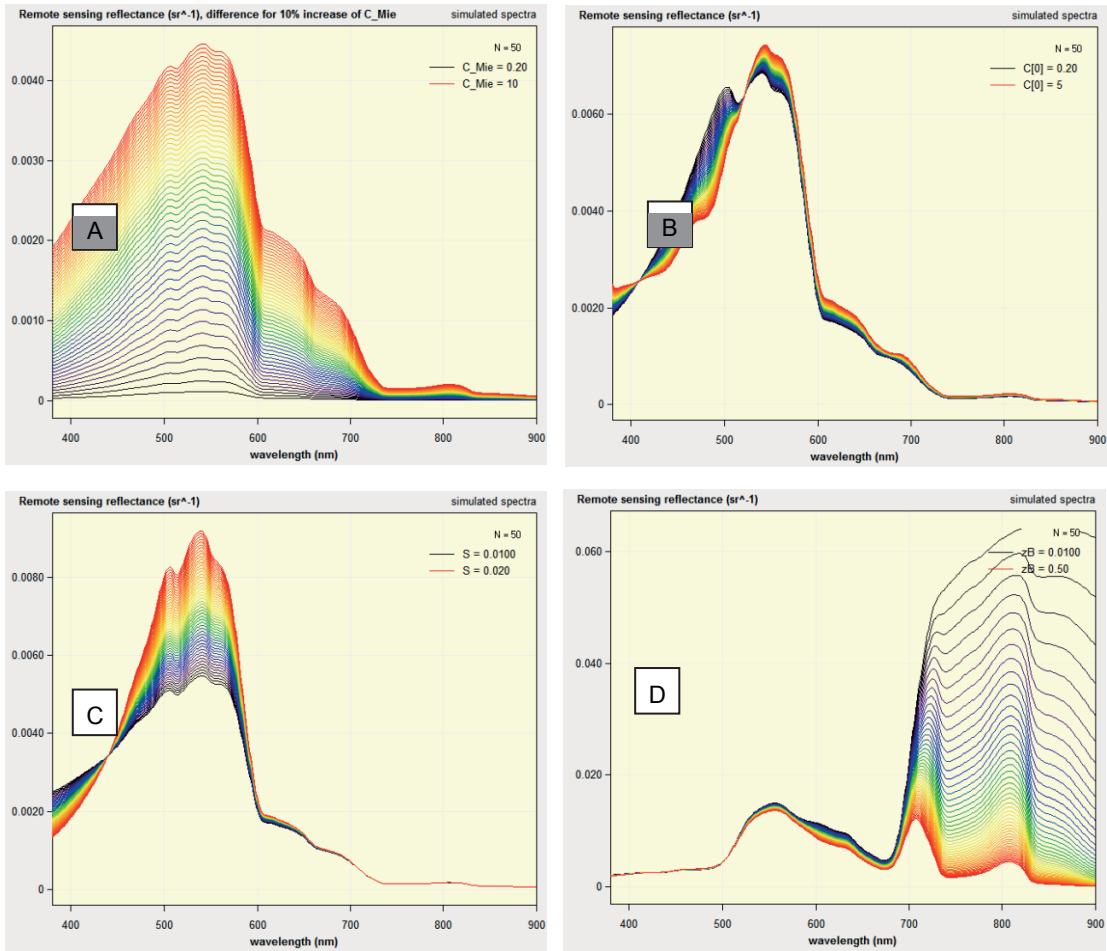 Remote sensing reflectance (sr^-1), difference for 10% increase of C_Mie simulated spectra
N = 50
C_Mie = 0.20
C_Mie = 10
0.0040
0.0030
0.0020
0.0010
0
A
400 500 600 700 800 900
wavelength (nm)
Remote sensing reflectance (sr^-1) simulated spectra
N = 50
C[0] = 0.20
C[0] = 5
0.0060
0.0040
0.0020
0
B
400 500 600 700 800 900
wavelength (nm)
Remote sensing reflectance (sr^-1) simulated spectra
N = 50
S = 0.0100
S = 0.020
0.0080
0.0060
0.0040
0.0020
0
C
400 500 600 700 800 900
wavelength (nm)
Remote sensing reflectance (sr^-1) simulated spectra
N = 50
zB = 0.0100
zB = 0.50
0.060
0.040
0.020
0
D
400 500 600 700 800 900
wavelength (nm)